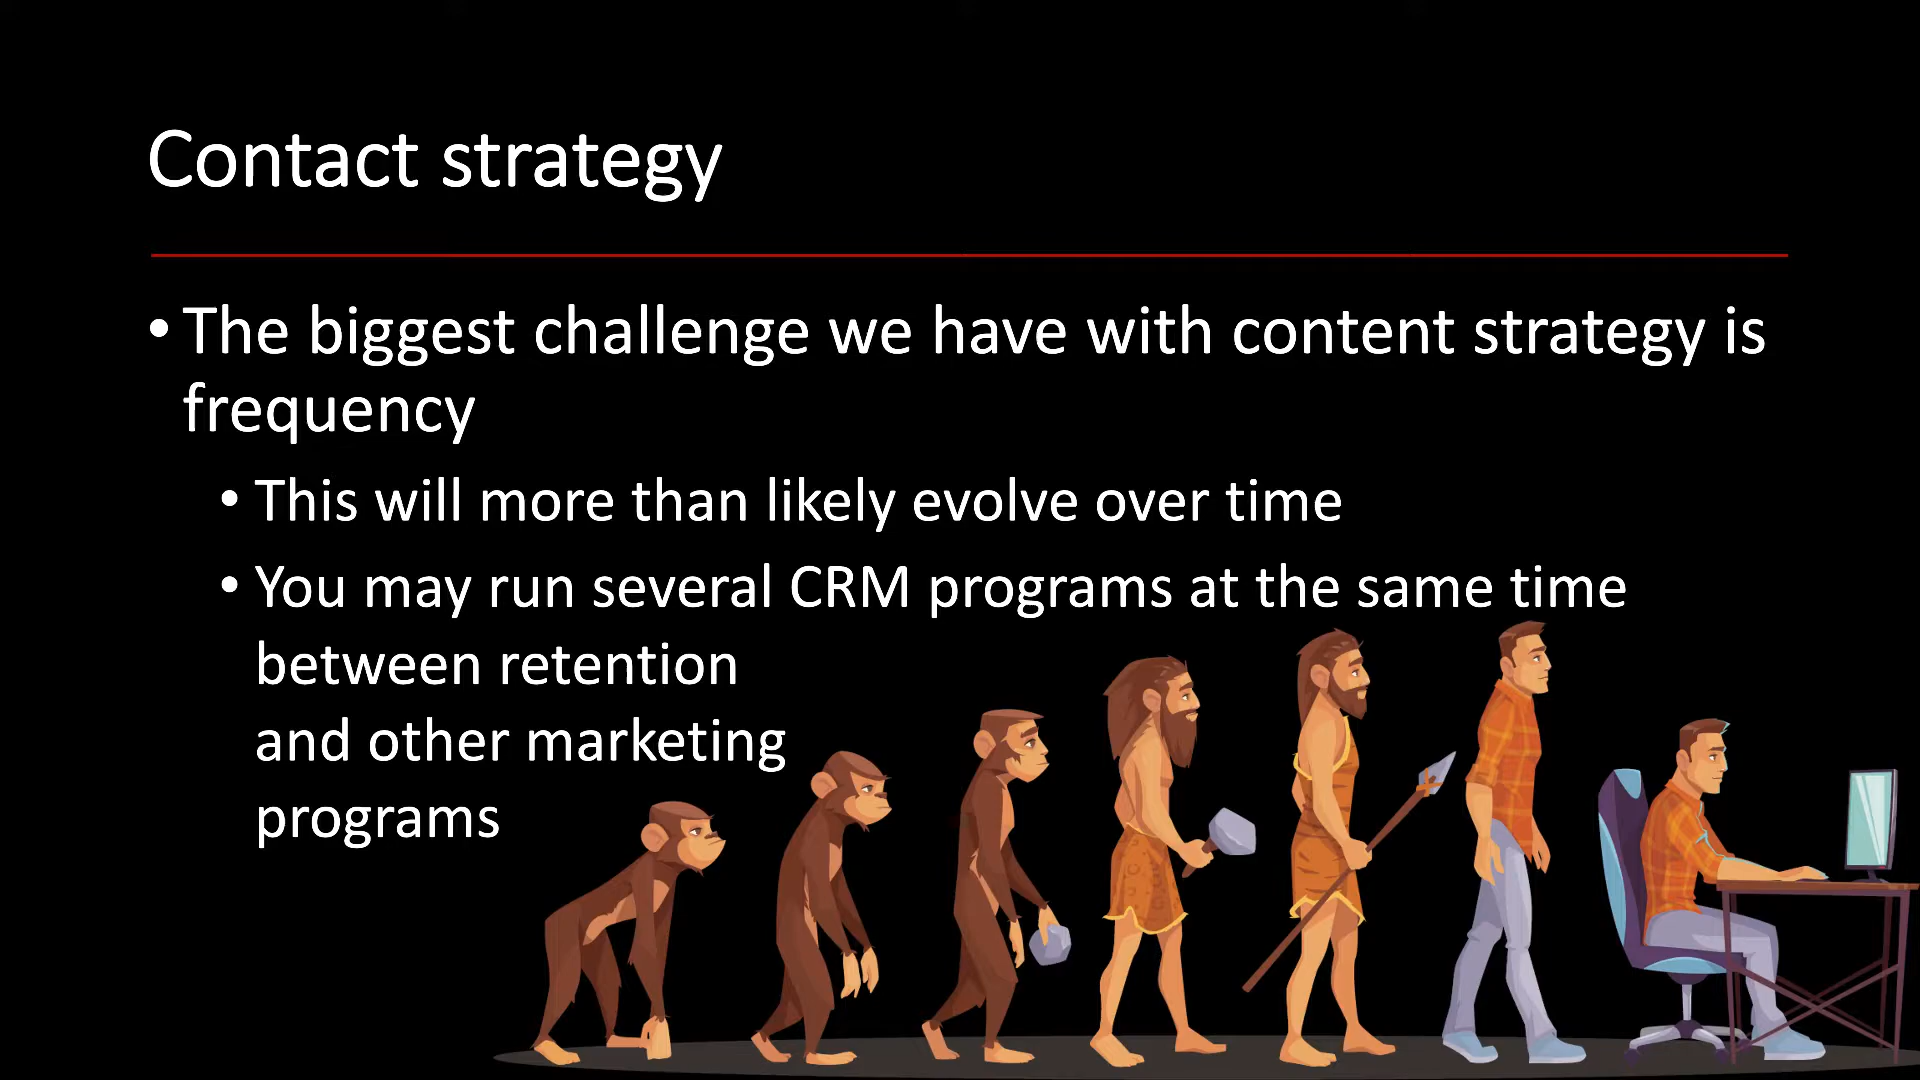 Contact strategy
• The biggest challenge we have with content strategy is
frequency
• This will more than likely evolve over time
• You may run several CRM programs at the same time
between retention
and other marketing
programs